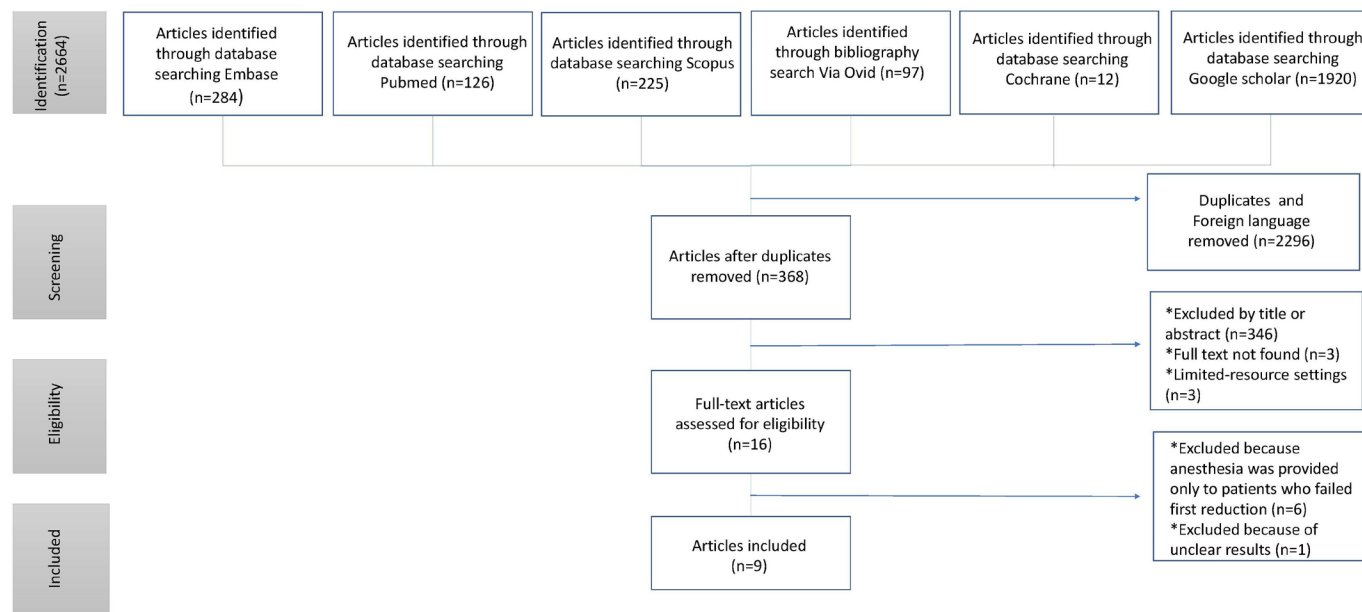 Identification
(n=2664)
Articles identified
through database
searching Embase
(n=284)
Articles identified through
database searching
Pubmed (n=126)
Articles identified through
database searching Scopus
(n=225)
Articles identified
through bibliography
search Via Ovid (n=97)
Articles identified through
database searching
Cochrane (n=12)
Articles identified through
database searching
Google scholar (n=1920)
Duplicates and
Foreign language
removed (n=2296)
Screening
Articles after duplicates
removed (n=368)
*Excluded by title or
abstract (n=346)
*Full text not found (n=3)
*Limited-resource settings
(n=3)
Eligibility
Full-text articles
assessed for eligibility
(n=16)
*Excluded because
anesthesia was provided
only to patients who failed
first reduction (n=6)
*Excluded because of
unclear results (n=1)
Included
Articles included
(n=9)